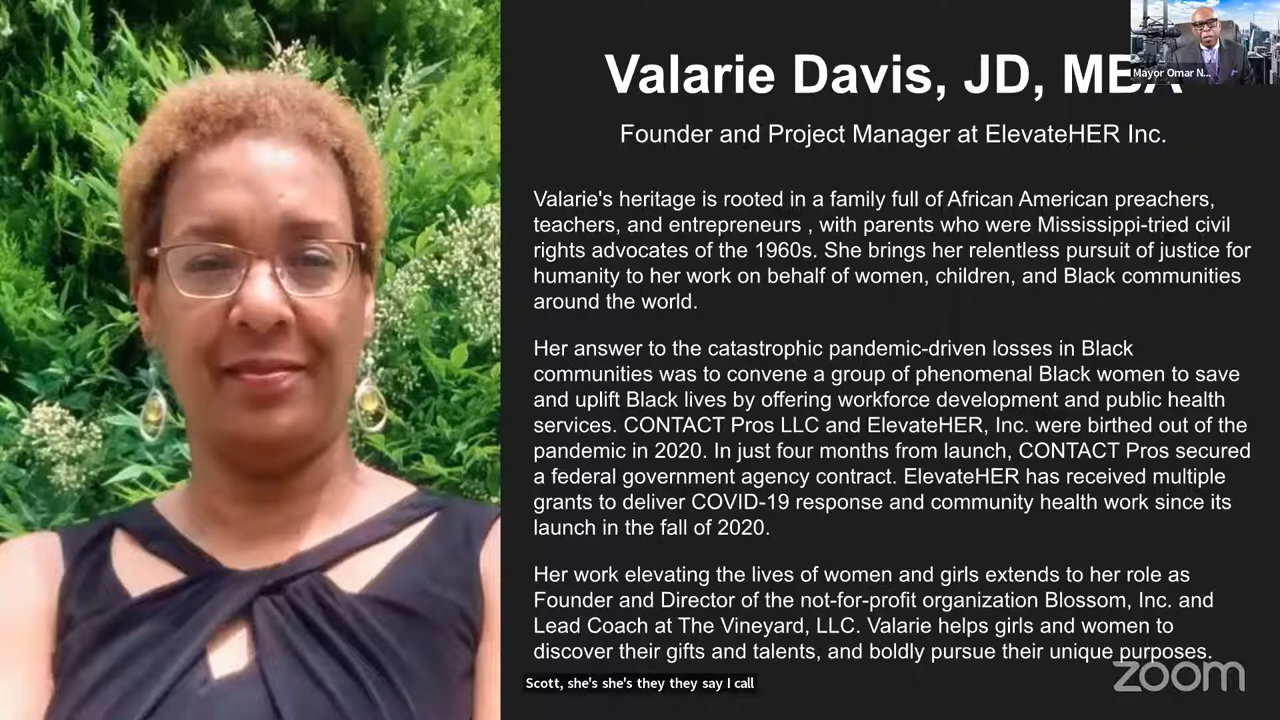 Valarie Davis, JD, MBA
Mayor Omar N...
Founder and Project Manager at ElevateHER Inc.
Valarie's heritage is rooted in a family full of African American preachers,
teachers, and entrepreneurs , with parents who were Mississippi-tried civil
rights advocates of the 1960s. She brings her relentless pursuit of justice for
humanity to her work on behalf of women, children, and Black communities
around the world.
Her answer to the catastrophic pandemic-driven losses in Black
communities was to convene a group of phenomenal Black women to save
and uplift Black lives by offering workforce development and public health
services. CONTACT Pros LLC and ElevateHER, Inc. were birthed out of the
pandemic in 2020. In just four months from launch, CONTACT Pros secured
a federal government agency contract. ElevateHER has received multiple
grants to deliver COVID-19 response and community health work since its
launch in the fall of 2020.
Her work elevating the lives of women and girls extends to her role as
Founder and Director of the not-for-profit organization Blossom, Inc. and
Lead Coach at The Vineyard, LLC. Valarie helps girls and women to
discover their gifts and talents, and boldly pursue their unique purposes.
zoom
Scott, she's she's they they say I call